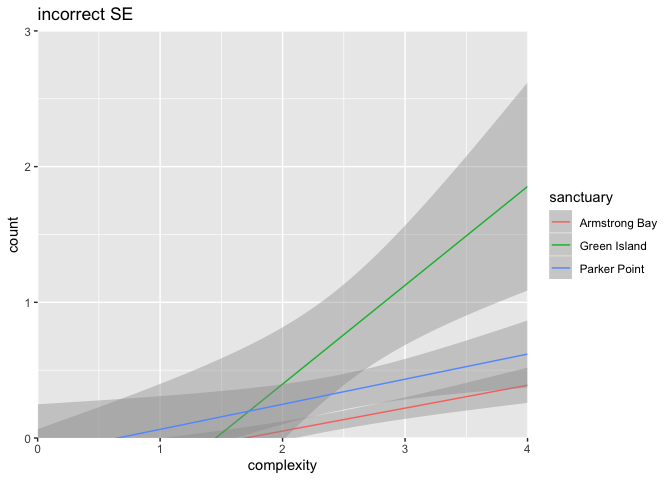 incorrect SE
3
2
1
0
count
0 1 2 3 4
complexity
sanctuary
Armstrong Bay
Green Island
Parker Point